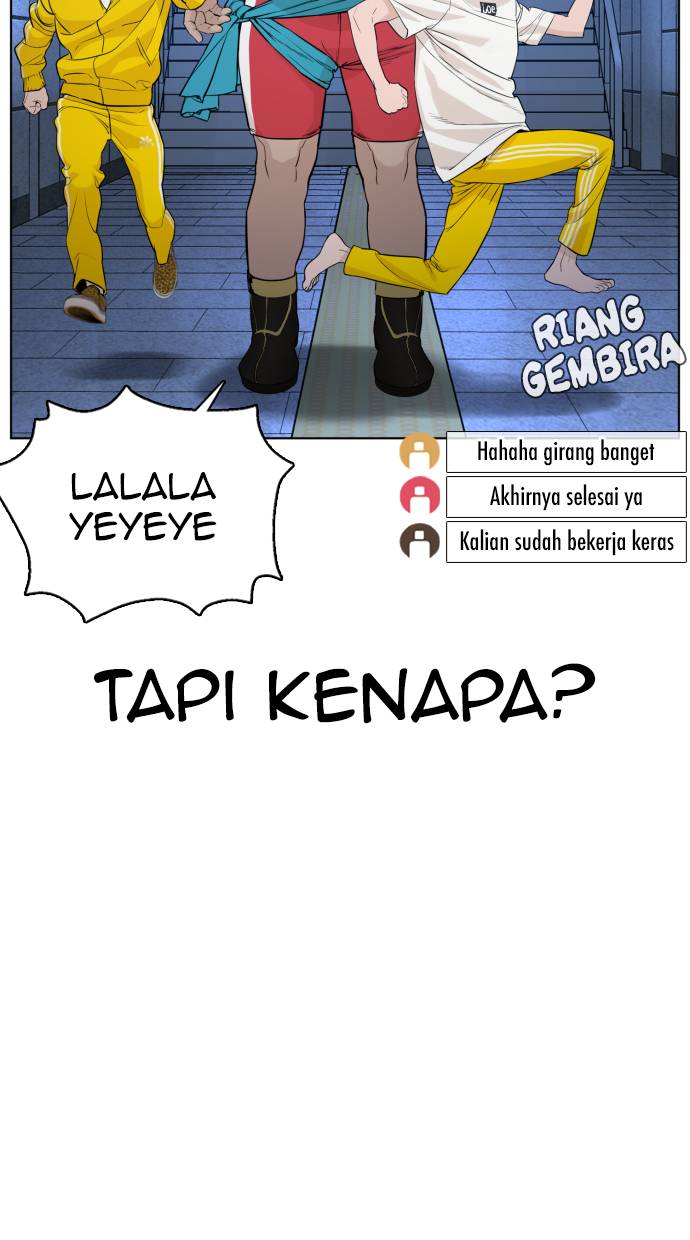 RIANG
GEMBIRA
Hahaha girang banget
Akhirnya selesai ya
Kalian sudah bekerja keras
LALALA
YEYEYE
TAPI KENAPA?